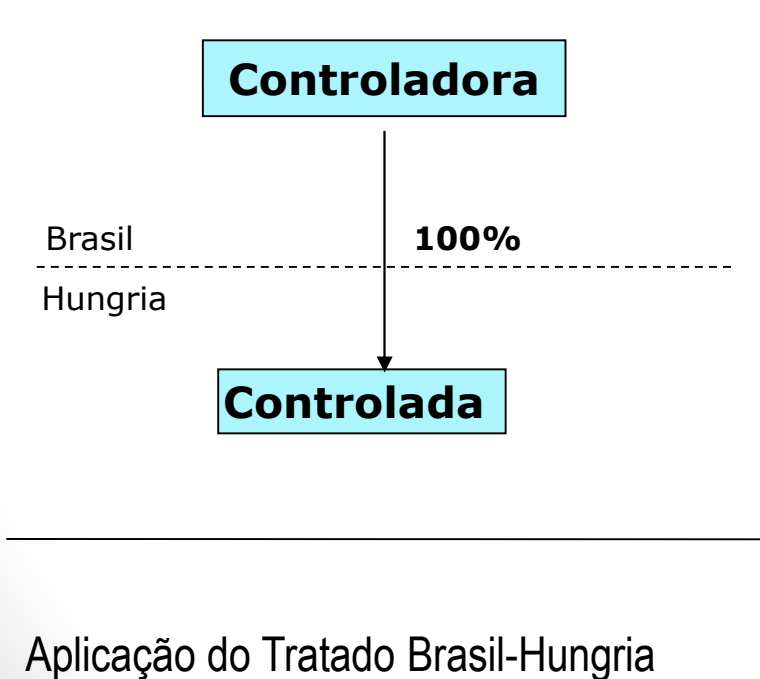 Controladora
Brasil
100%
Hungria
Controlada
Aplicação do Tratado Brasil-Hungria